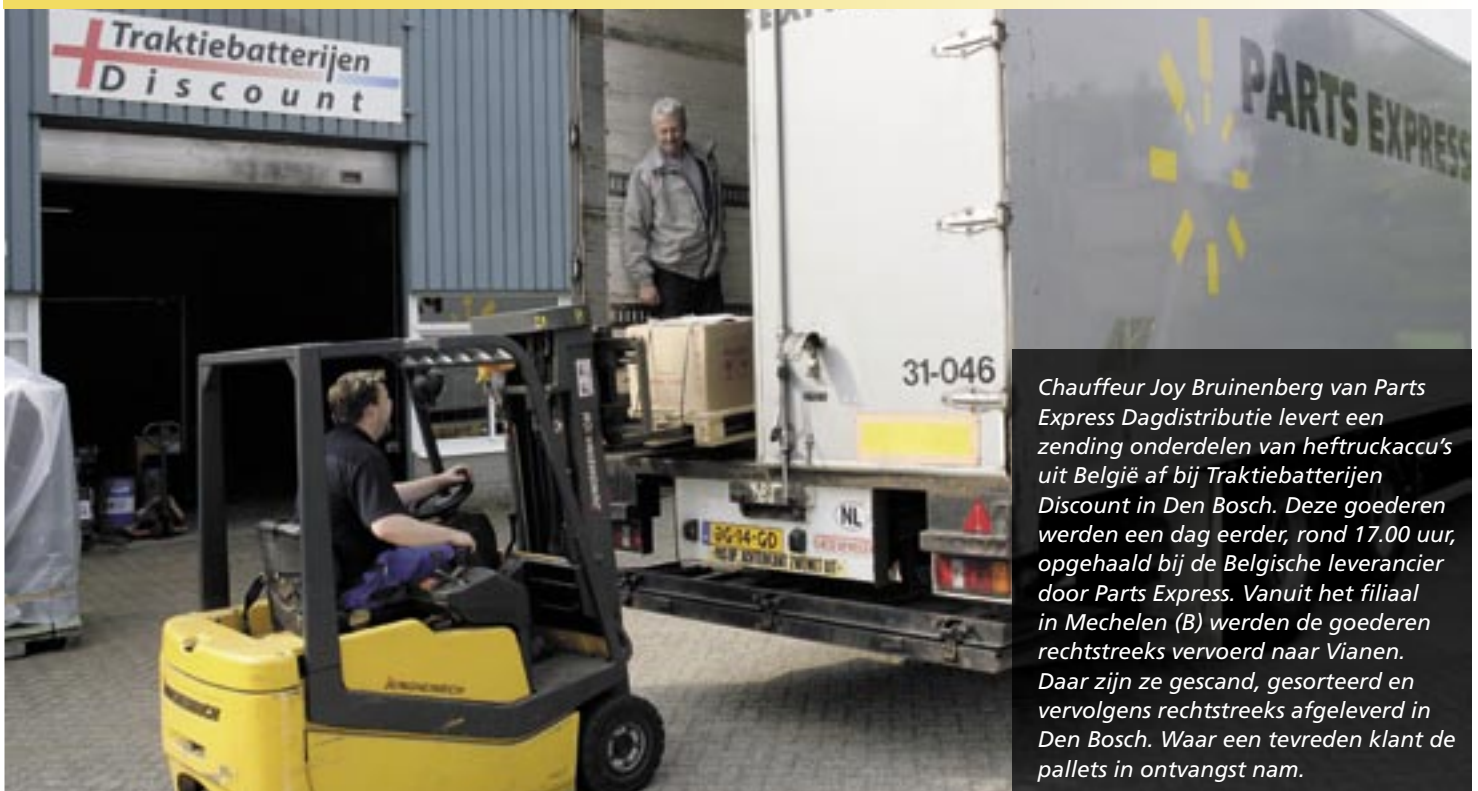 Traktiebatterijen
Discount
PARTS EXPRESS
31-046
NL
JUNGHEINRICH
Chauffeur Joy Bruinenberg van Parts
Express Dagdistributie levert een
zending onderdelen van heftruckaccu's
uit België af bij Traktiebatterijen
Discount in Den Bosch. Deze goederen
werden een dag eerder, rond 17.00 uur,
opgehaald bij de Belgische leverancier
door Parts Express. Vanuit het filiaal
in Mechelen (B) werden de goederen
rechtstreeks vervoerd naar Vianen.
Daar zijn ze gescand, gesorteerd en
vervolgens rechtstreeks afgeleverd in
Den Bosch. Waar een tevreden klant de
pallets in ontvangst nam.